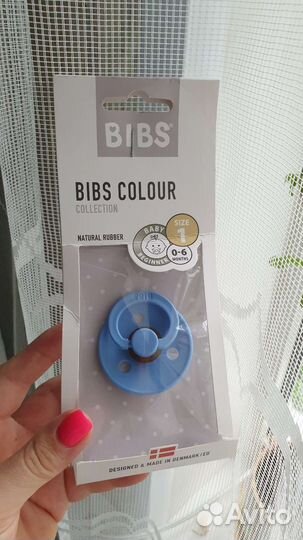 BIBS®
BIBS COLOUR
COLLECTION
NATURAL RUBBER
BABY
BEGINNER
SIZE
1
0-6
MONTHS
BIBS
DESIGNED & MADE IN DENMARK/EU
Avito